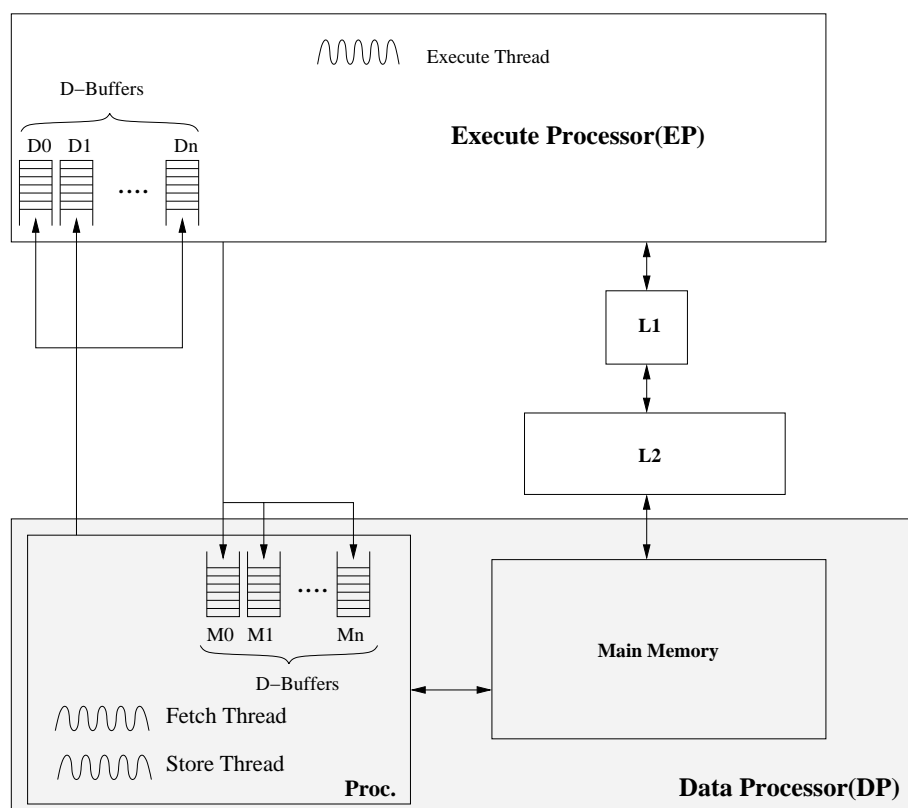 Execute Thread
D−Buffers
Execute Processor(EP)
D0 D1 Dn
....
L1
L2
....
M0 M1 Mn
Main Memory
D−Buffers
Fetch Thread
Store Thread
Proc.
Data Processor(DP)